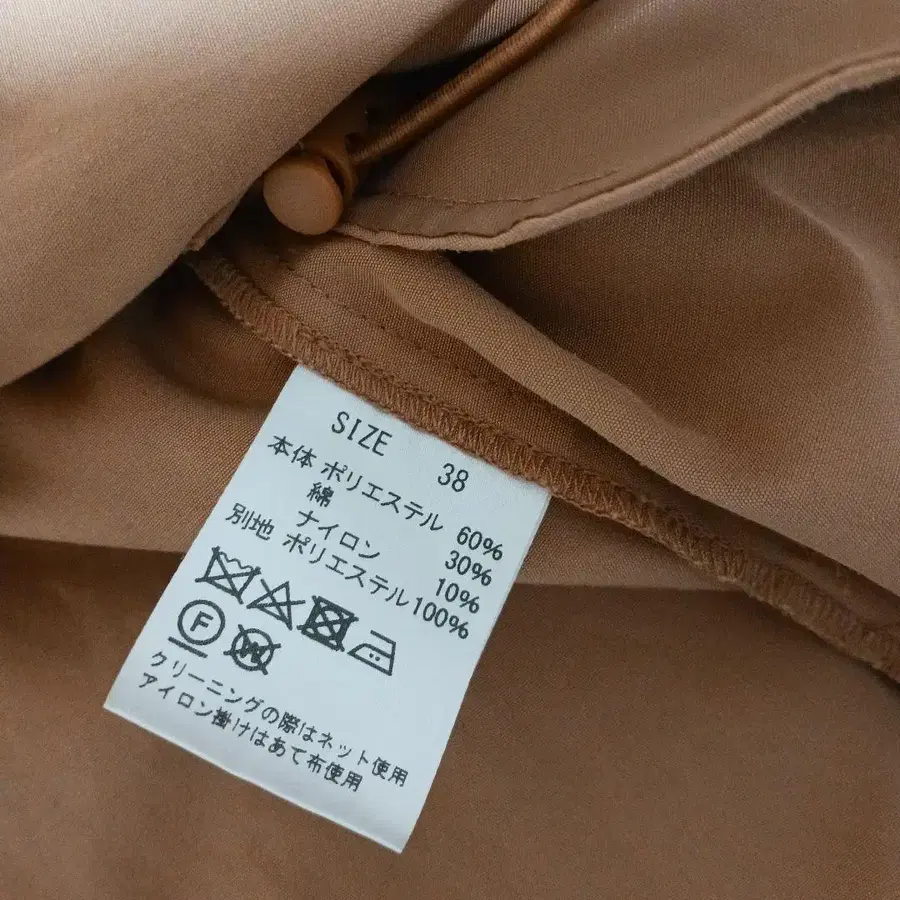 SIZE 38
本体 ポリエステル 60%
綿 30%
ナイロン 10%
別地 ポリエステル100%
F W
クリーニングの際はネット使用
アイロン掛けはあて布使用